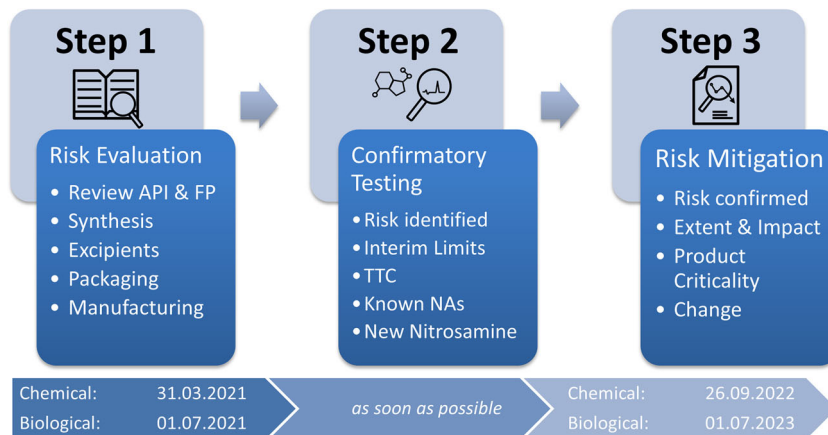 Step 1
Risk Evaluation
• Review API & FP
• Synthesis
• Excipients
• Packaging
• Manufacturing
Step 2
Confirmatory
Testing
• Risk identified
• Interim Limits
• TTC
• Known NAs
• New Nitrosamine
Step 3
Risk Mitigation
• Risk confirmed
• Extent & Impact
• Product
Criticality
• Change
Chemical: 31.03.2021
Biological: 01.07.2021
as soon as possible
Chemical: 26.09.2022
Biological: 01.07.2023